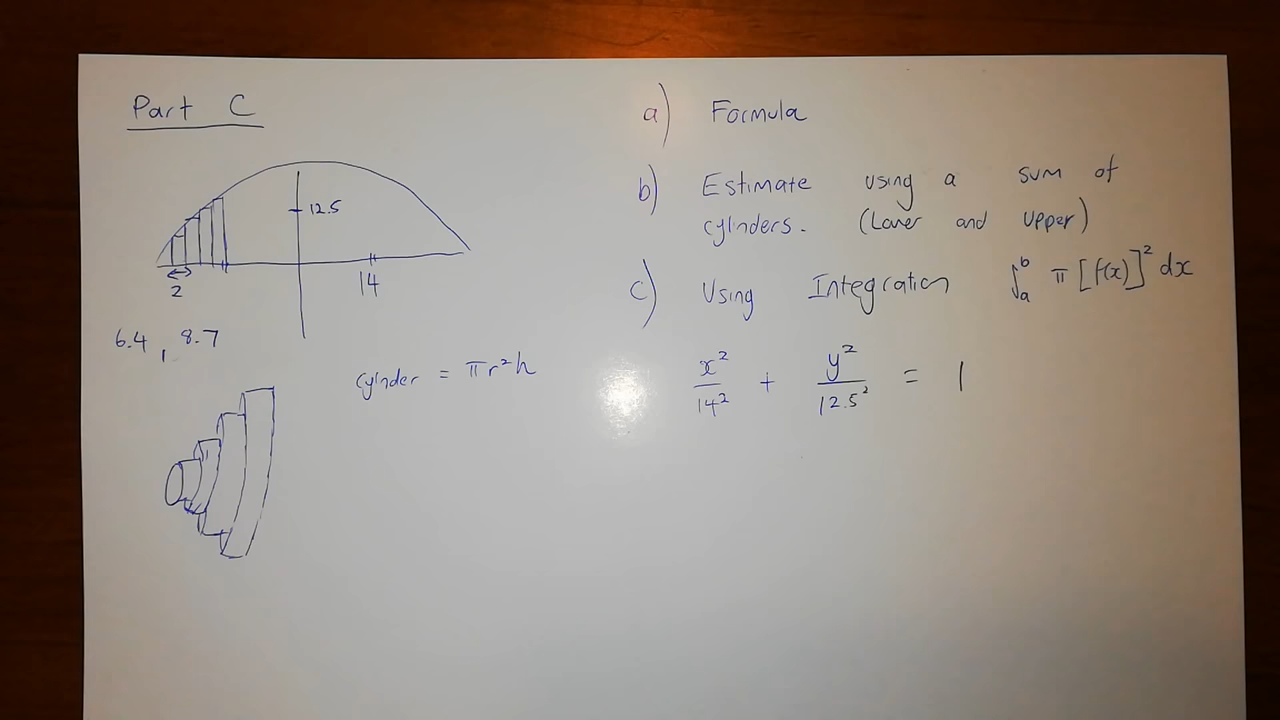 Part C
12.5
14
2
6.4, 8.7
cylinder = πr²h
a) Formula
b) Estimate using a sum of
cylinders. (Lower and Upper)
c) Using Integration ∫ₐᵇ π[f(x)]² dx
x²/14² + y²/12.5² = 1